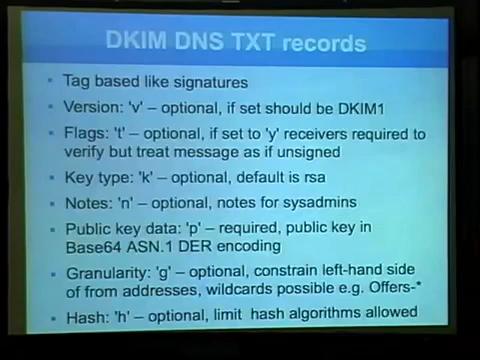 DKIM DNS TXT records
Tag based like signatures
Version: 'v' – optional, if set should be DKIM1
Flags: 't' – optional, if set to 'y' receivers required to
verify but treat message as if unsigned
Key type: 'k' – optional, default is rsa
Notes: 'n' – optional, notes for sysadmins
Public key data: 'p' – required, public key in
Base64 ASN.1 DER encoding
Granularity: 'g' – optional, constrain left-hand side
of from addresses, wildcards possible e.g. Offers-*
Hash: 'h' – optional, limit hash algorithms allowed